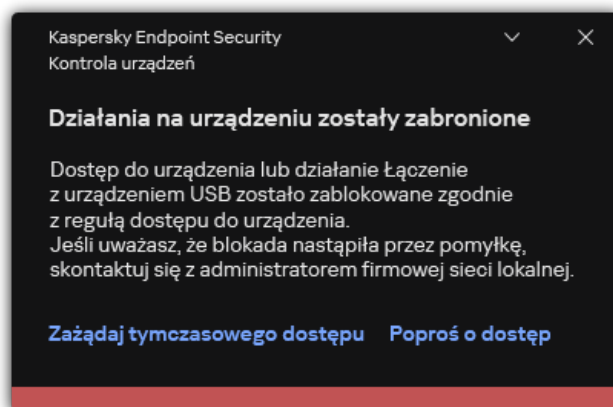 Kaspersky Endpoint Security
Kontrola urządzeń
Działania na urządzeniu zostały zabronione
Dostęp do urządzenia lub działanie Łączenie
z urządzeniem USB zostało zablokowane zgodnie
z regułą dostępu do urządzenia.
Jeśli uważasz, że blokada nastąpiła przez pomyłkę,
skontaktuj się z administratorem firmowej sieci lokalnej.
Zażądaj tymczasowego dostępu Poproś o dostęp